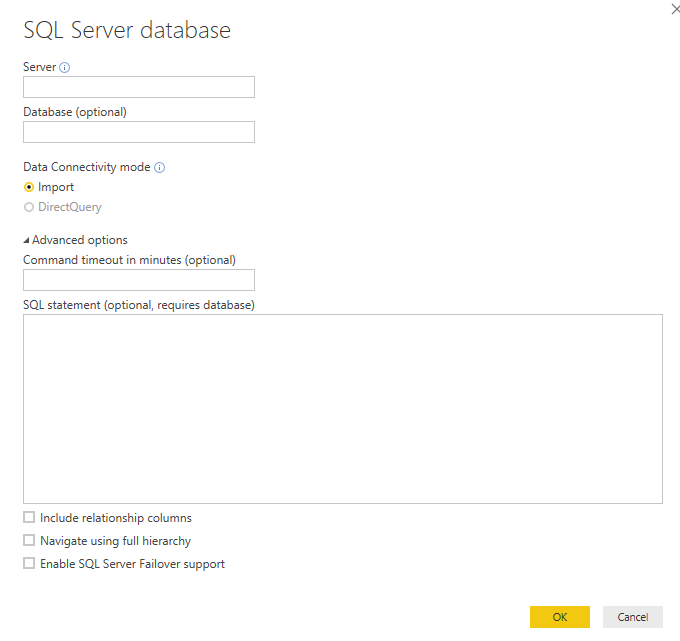 SQL Server database
Server
Database (optional)
Data Connectivity mode
Import
DirectQuery
Advanced options
Command timeout in minutes (optional)
SQL statement (optional, requires database)
Include relationship columns
Navigate using full hierarchy
Enable SQL Server Failover support
OK Cancel